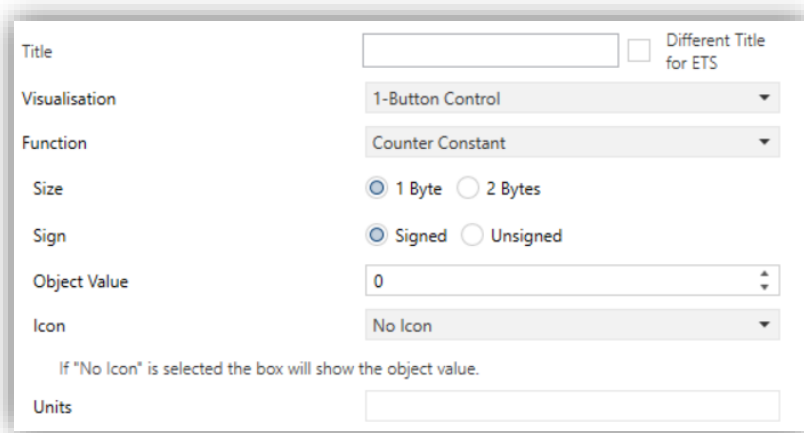 Title Different Title
for ETS
Visualisation 1-Button Control
Function Counter Constant
Size 1 Byte 2 Bytes
Sign Signed Unsigned
Object Value 0
Icon No Icon
If "No Icon" is selected the box will show the object value.
Units